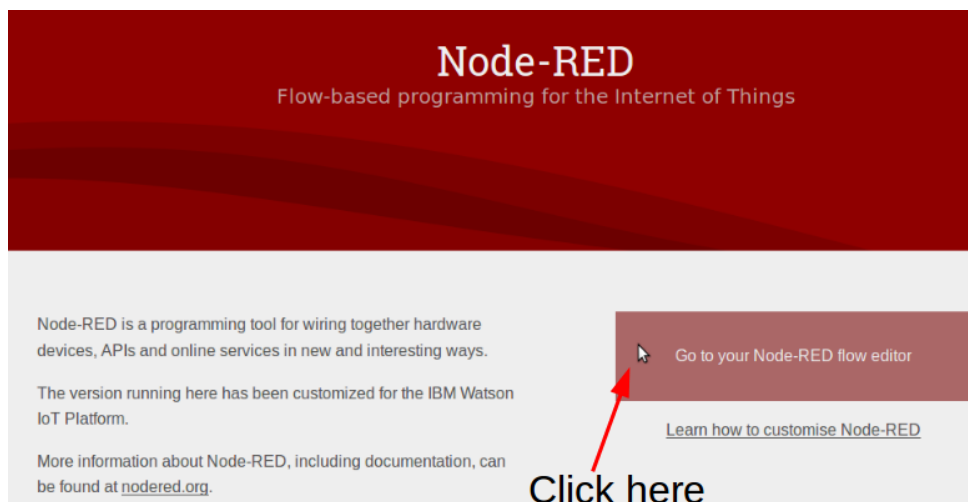 Node-RED
Flow-based programming for the Internet of Things
Node-RED is a programming tool for wiring together hardware
devices, APIs and online services in new and interesting ways.
The version running here has been customized for the IBM Watson
IoT Platform.
More information about Node-RED, including documentation, can
be found at nodered.org.
Go to your Node-RED flow editor
Learn how to customise Node-RED
Click here